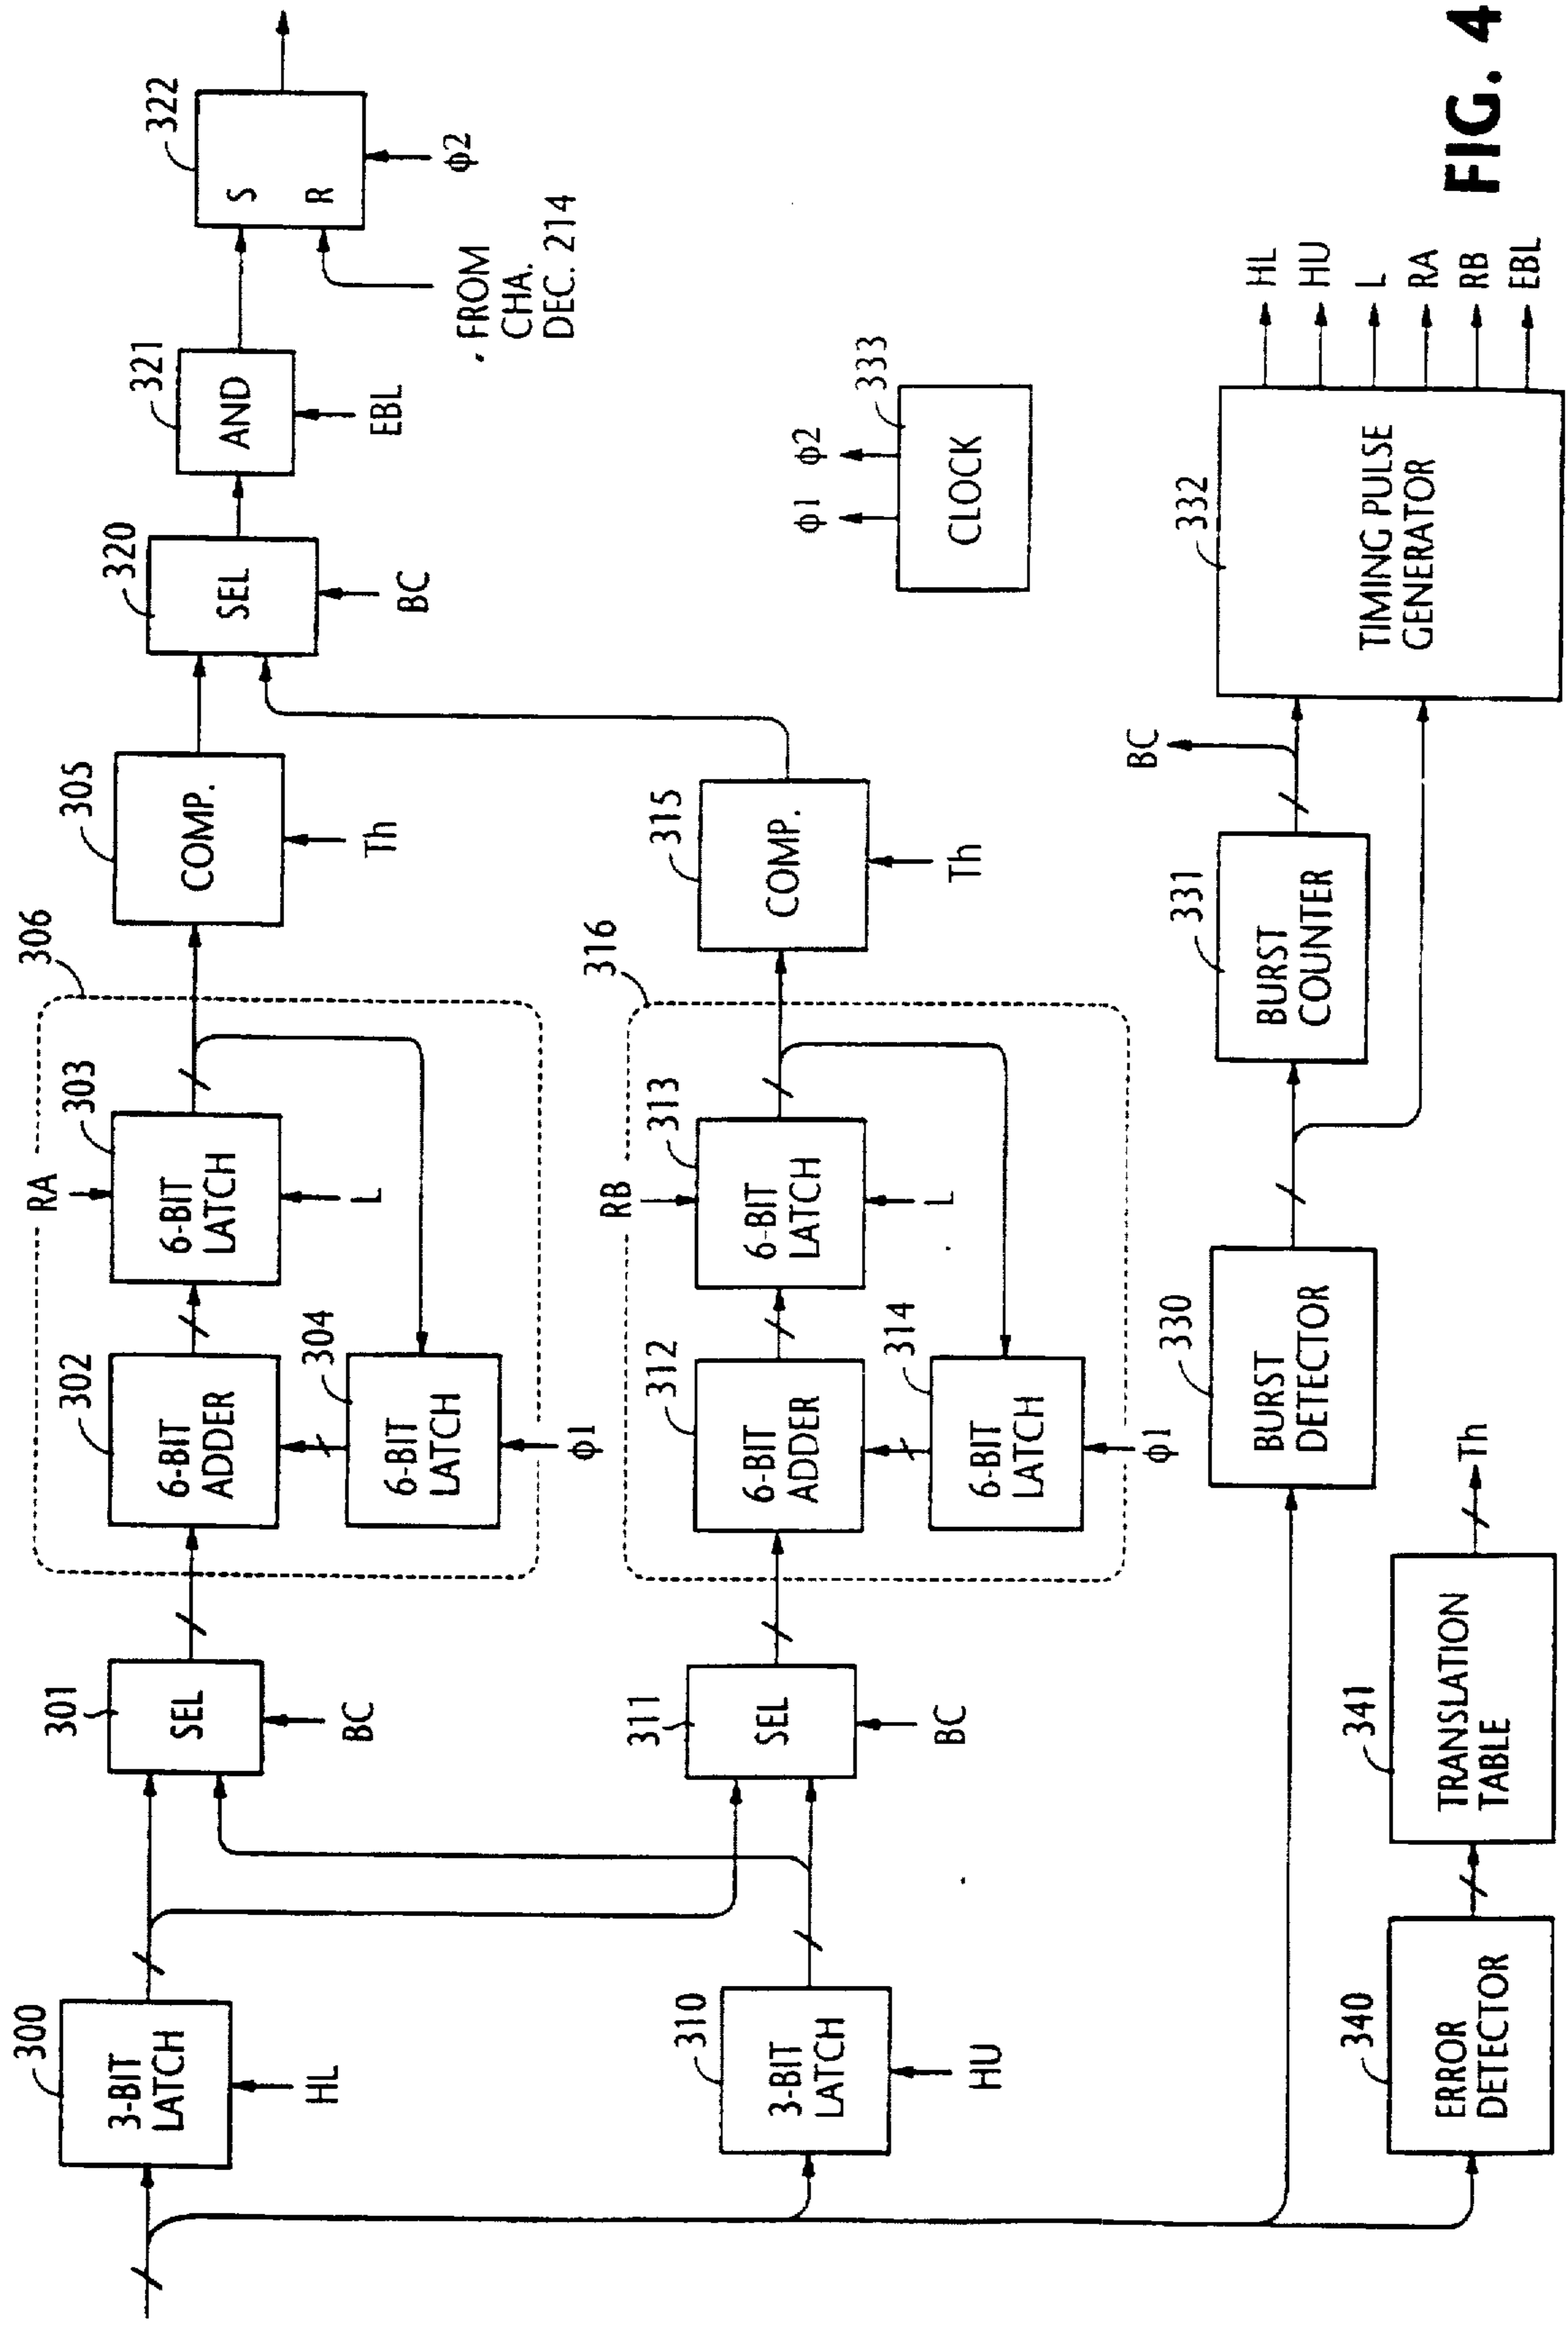 300
3-BIT
LATCH
HL
301
SEL
BC
306
RA
302
6-BIT
ADDER
303
6-BIT
LATCH
L
304
6-BIT
LATCH
ϕ1
305
COMP.
Th
320
SEL
BC
321
AND
EBL
322
S
R
ϕ2
FROM
CHA.
DEC. 214
310
3-BIT
LATCH
HU
311
SEL
BC
316
RB
312
6-BIT
ADDER
313
6-BIT
LATCH
L
314
6-BIT
LATCH
ϕ1
315
COMP.
Th
333
ϕ1
ϕ2
CLOCK
330
BURST
DETECTOR
331
BURST
COUNTER
BC
332
TIMING PULSE
GENERATOR
HL
HU
L
RA
RB
EBL
340
ERROR
DETECTOR
341
TRANSLATION
TABLE
Th
FIG. 4